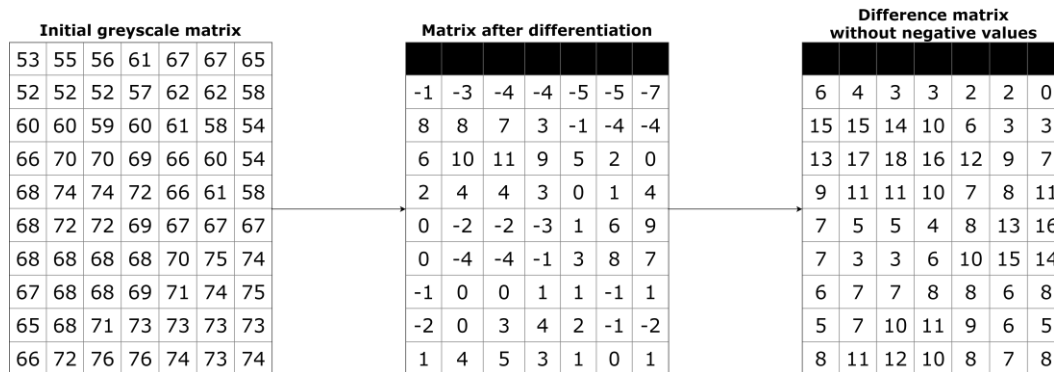 Initial greyscale matrix
53 55 56 61 67 67 65
52 52 52 57 62 62 58
60 60 59 60 61 58 54
66 70 70 69 66 60 54
68 74 74 72 66 61 58
68 72 72 69 67 67 67
68 68 68 68 70 75 74
67 68 68 69 71 74 75
65 68 71 73 73 73 73
66 72 76 76 74 73 74
Matrix after differentiation
-1 -3 -4 -4 -5 -5 -7
8 8 7 3 -1 -4 -4
6 10 11 9 5 2 0
2 4 4 3 0 1 4
0 -2 -2 -3 1 6 9
0 -4 -4 -1 3 8 7
-1 0 0 1 1 -1 1
-2 0 3 4 2 -1 -2
1 4 5 3 1 0 1
Difference matrix
without negative values
6 4 3 3 2 2 0
15 15 14 10 6 3 3
13 17 18 16 12 9 7
9 11 11 10 7 8 11
7 5 5 4 8 13 16
7 3 3 6 10 15 14
6 7 7 8 8 6 8
5 7 10 11 9 6 5
8 11 12 10 8 7 8